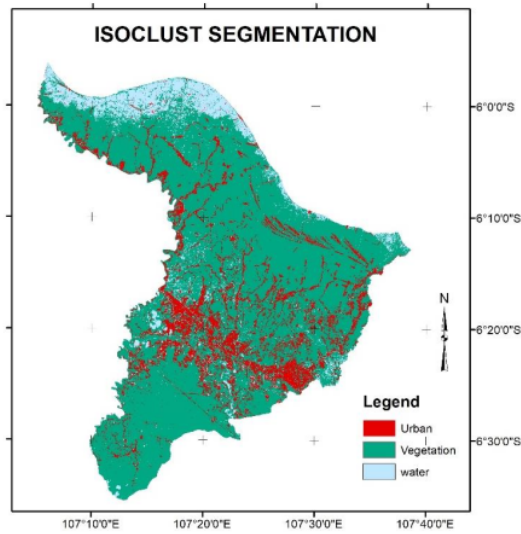 ISOCLUST SEGMENTATION
6°0'0"S
6°10'0"S
N
6°20'0"S
Legend
Urban
Vegetation
water
6°30'0"S
107°10'0"E 107°20'0"E 107°30'0"E 107°40'0"E